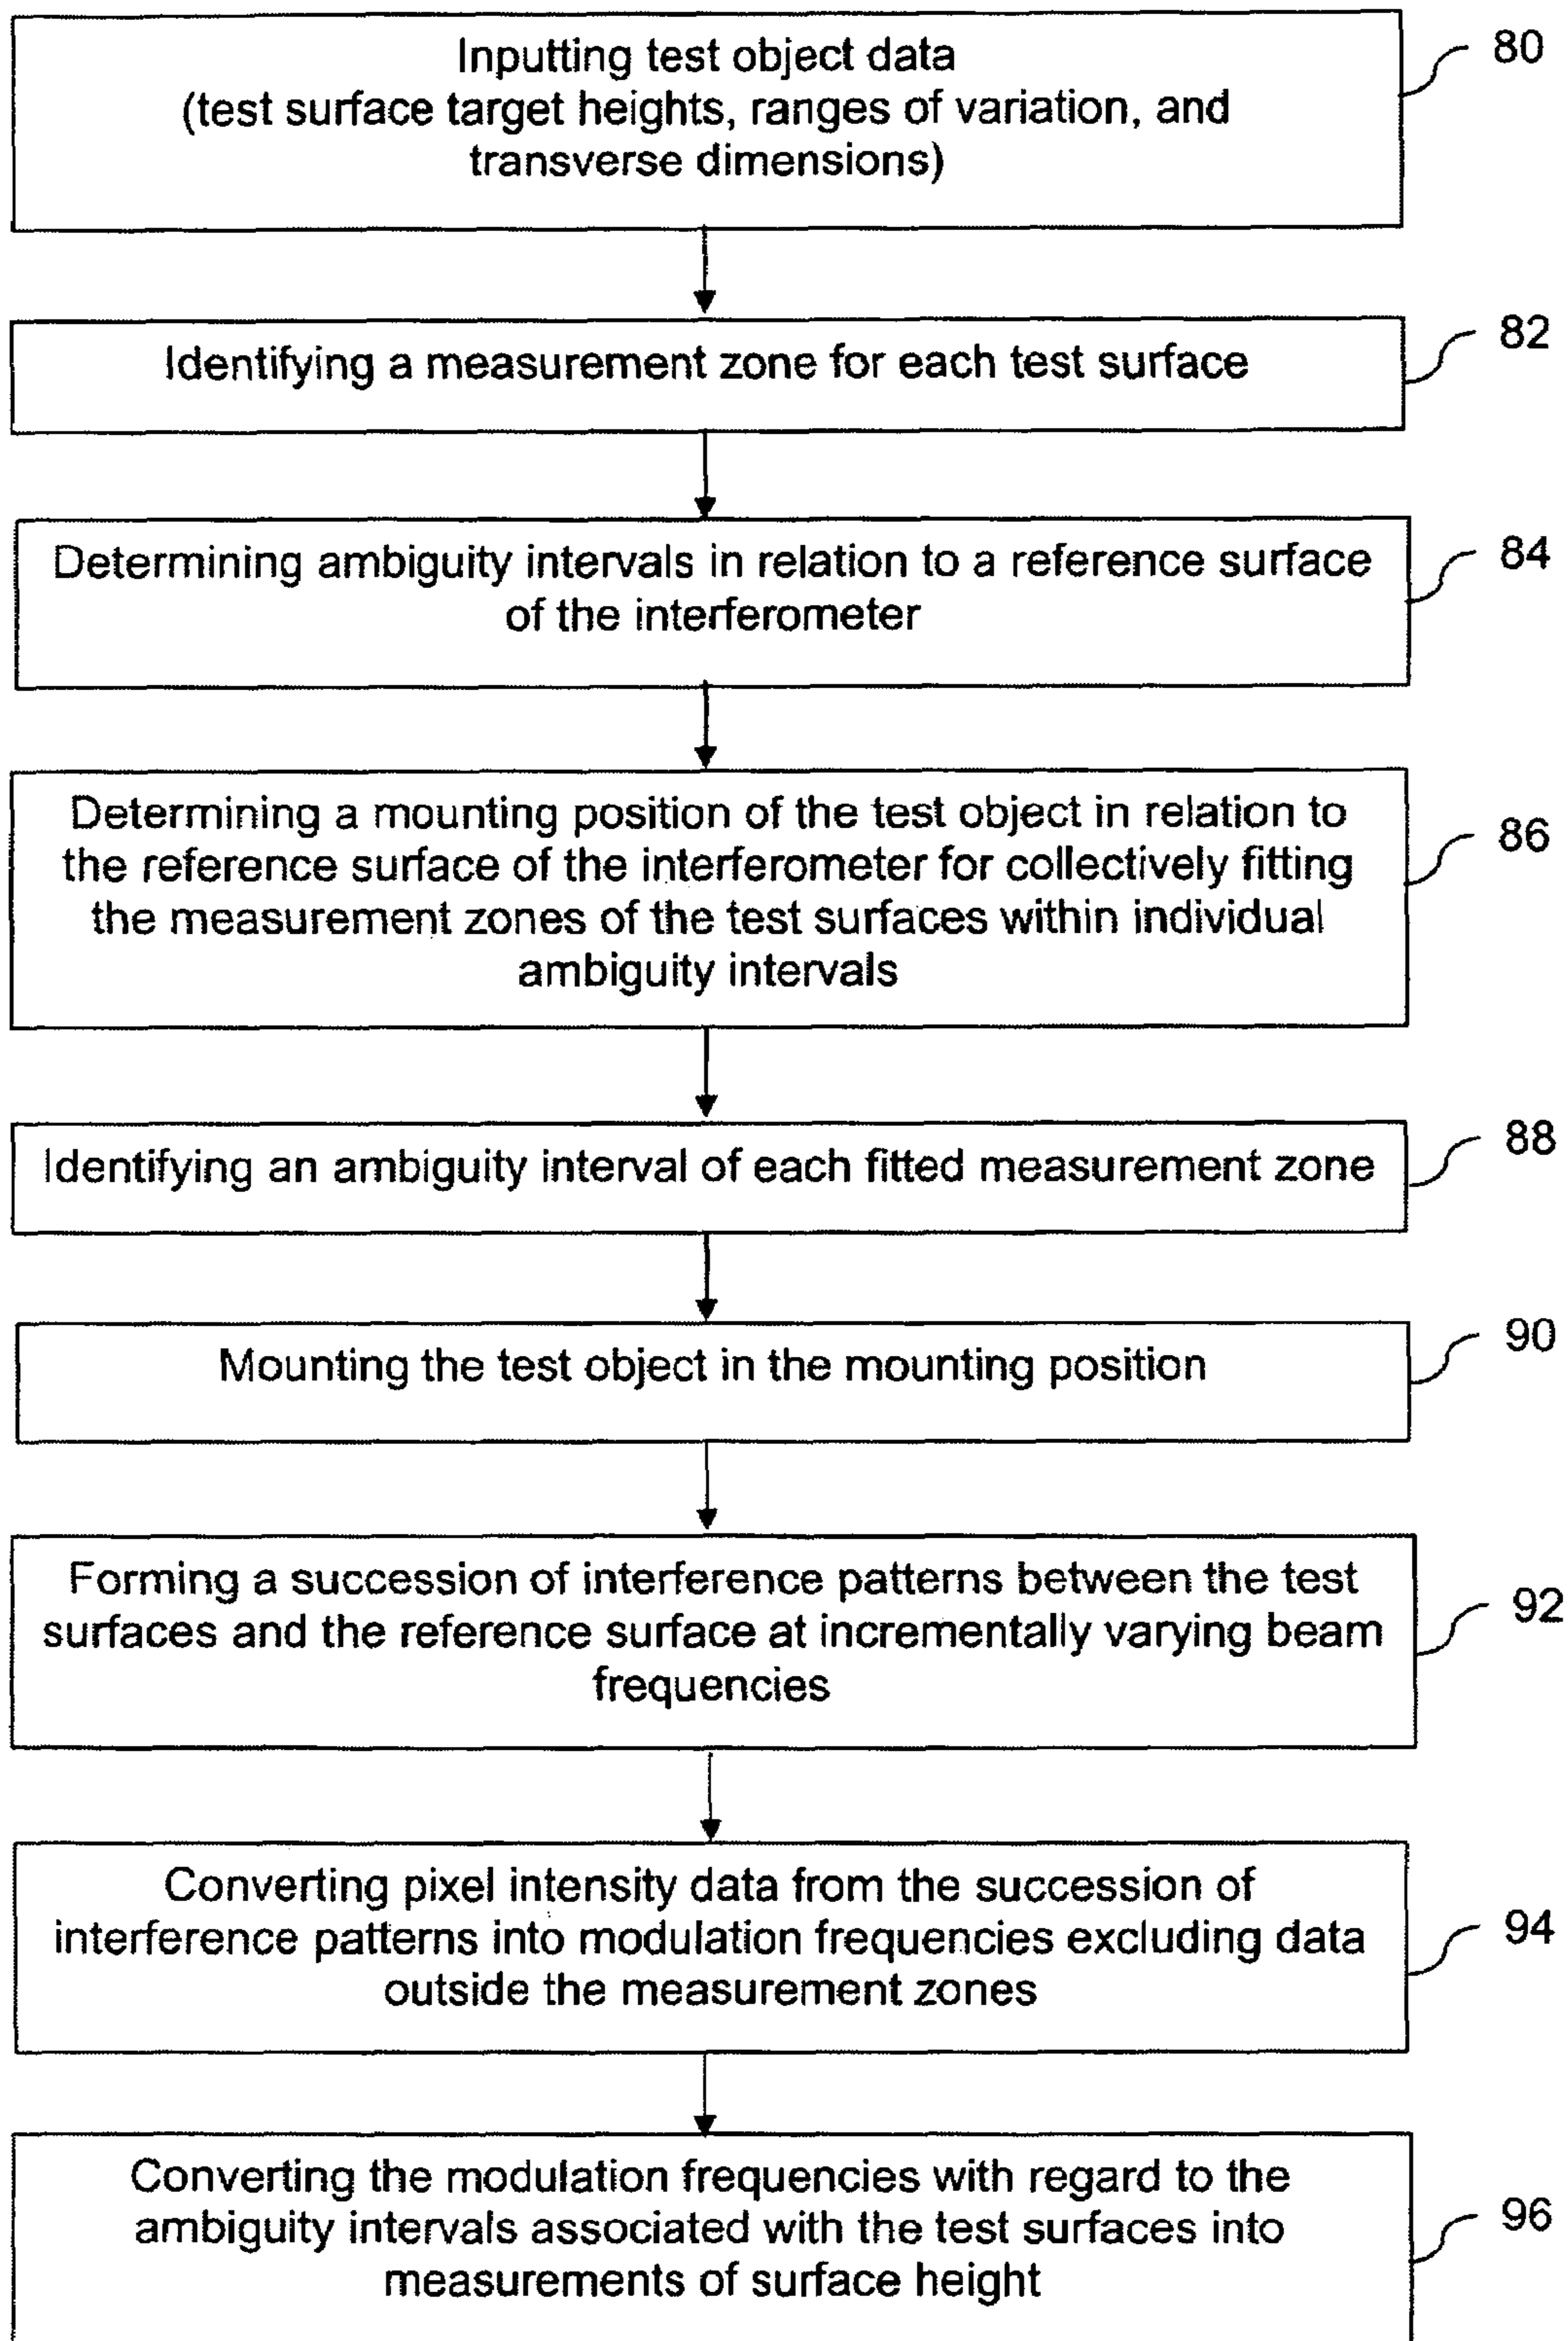 Inputting test object data
(test surface target heights, ranges of variation, and
transverse dimensions)
80
Identifying a measurement zone for each test surface
82
Determining ambiguity intervals in relation to a reference surface
of the interferometer
84
Determining a mounting position of the test object in relation to
the reference surface of the interferometer for collectively fitting
the measurement zones of the test surfaces within individual
ambiguity intervals
86
Identifying an ambiguity interval of each fitted measurement zone
88
Mounting the test object in the mounting position
90
Forming a succession of interference patterns between the test
surfaces and the reference surface at incrementally varying beam
frequencies
92
Converting pixel intensity data from the succession of
interference patterns into modulation frequencies excluding data
outside the measurement zones
94
Converting the modulation frequencies with regard to the
ambiguity intervals associated with the test surfaces into
measurements of surface height
96